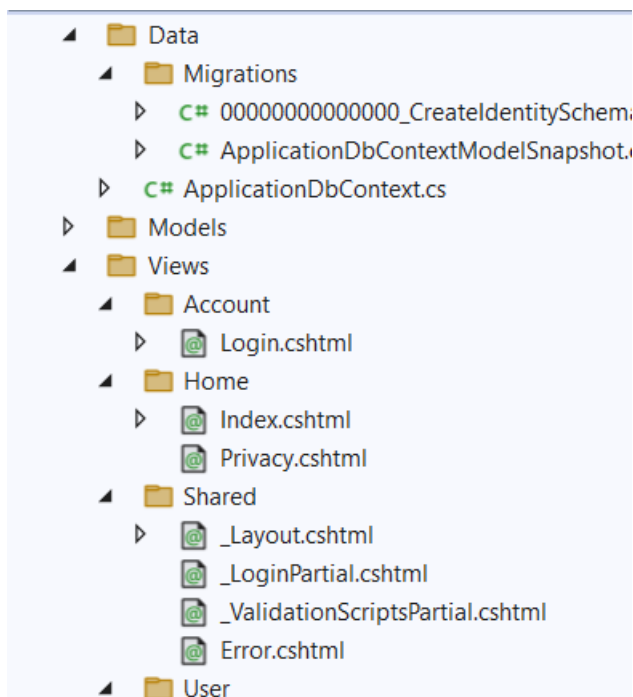 Data
Migrations
C# 00000000000000_CreateIdentitySchema
C# ApplicationDbContextModelSnapshot.
C# ApplicationDbContext.cs
Models
Views
Account
@ Login.cshtml
Home
@ Index.cshtml
@ Privacy.cshtml
Shared
@ _Layout.cshtml
@ _LoginPartial.cshtml
@ _ValidationScriptsPartial.cshtml
@ Error.cshtml
User